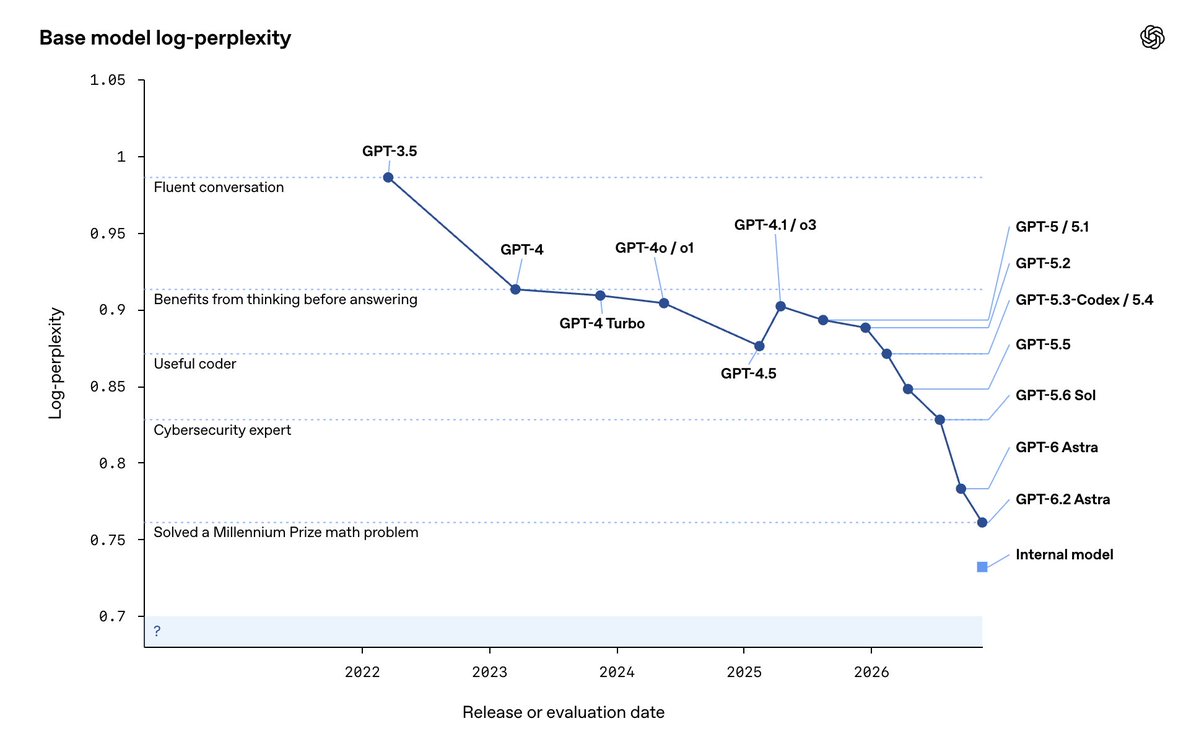 Base model log-perplexity
1.05
1
0.95
0.9
0.85
0.8
0.75
0.7
Log-perplexity
GPT-3.5
Fluent conversation
GPT-4
GPT-4o / o1
GPT-4.1 / o3
Benefits from thinking before answering
GPT-4 Turbo
GPT-4.5
Useful coder
Cybersecurity expert
Solved a Millennium Prize math problem
?
GPT-5 / 5.1
GPT-5.2
GPT-5.3-Codex / 5.4
GPT-5.5
GPT-5.6 Sol
GPT-6 Astra
GPT-6.2 Astra
Internal model
2022
2023
2024
2025
2026
Release or evaluation date